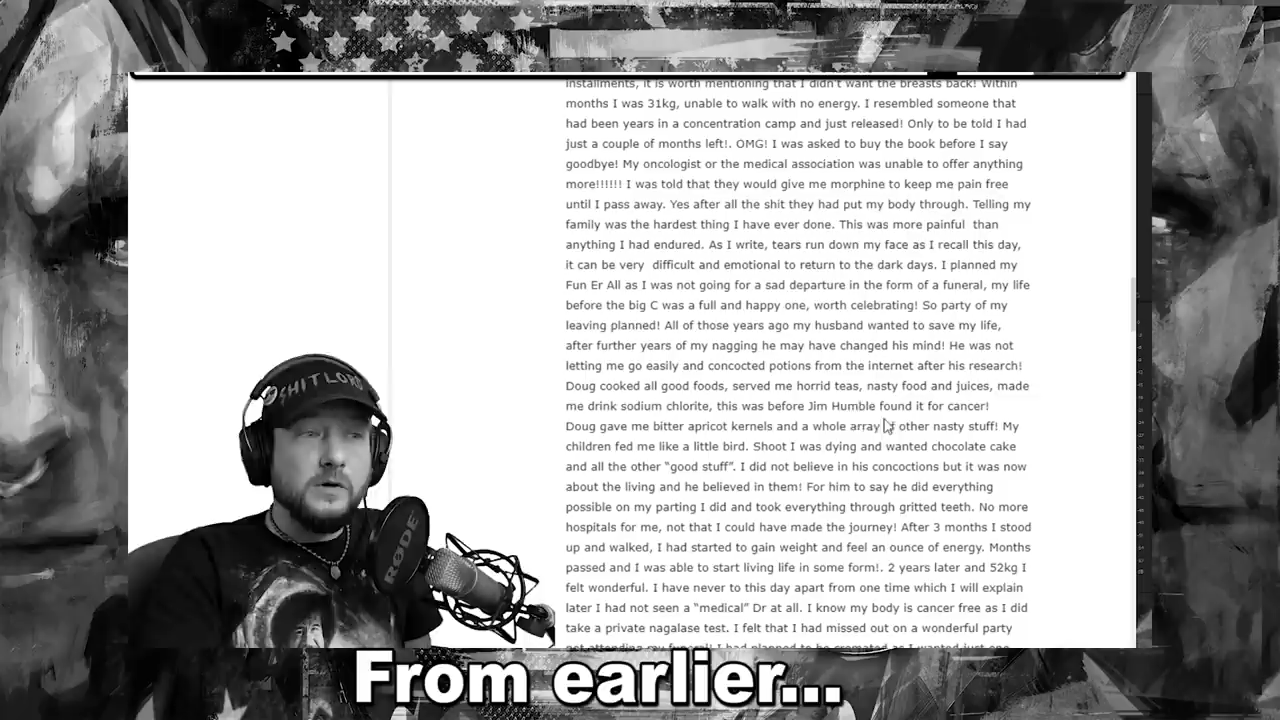 installments, it is worth mentioning that I didn't want the breasts back! Within
months I was 31kg, unable to walk with no energy. I resembled someone that
had been years in a concentration camp and just released! Only to be told I had
just a couple of months left!. OMG! I was asked to buy the book before I say
goodbye! My oncologist or the medical association was unable to offer anything
more!!!!!! I was told that they would give me morphine to keep me pain free
until I pass away. Yes after all the shit they had put my body through. Telling my
family was the hardest thing I have ever done. This was more painful  than
anything I had endured. As I write, tears run down my face as I recall this day,
it can be very  difficult and emotional to return to the dark days. I planned my
Fun Er All as I was not going for a sad departure in the form of a funeral, my life
before the big C was a full and happy one, worth celebrating! So party of my
leaving planned! All of those years ago my husband wanted to save my life,
after further years of my nagging he may have changed his mind! He was not
letting me go easily and concocted potions from the internet after his research!
Doug cooked all good foods, served me horrid teas, nasty food and juices, made
me drink sodium chlorite, this was before Jim Humble found it for cancer!
Doug gave me bitter apricot kernels and a whole array of other nasty stuff! My
children fed me like a little bird. Shoot I was dying and wanted chocolate cake
and all the other “good stuff”. I did not believe in his concoctions but it was now
about the living and he believed in them! For him to say he did everything
possible on my parting I did and took everything through gritted teeth. No more
hospitals for me, not that I could have made the journey! After 3 months I stood
up and walked, I had started to gain weight and feel an ounce of energy. Months
passed and I was able to start living life in some form!. 2 years later and 52kg I
felt wonderful. I have never to this day apart from one time which I will explain
later I had not seen a “medical” Dr at all. I know my body is cancer free as I did
take a private nagalase test. I felt that I had missed out on a wonderful party
not attending my funeral! I had planned to be cremated as I wanted just one
SHITLORD
RØDE
From earlier...